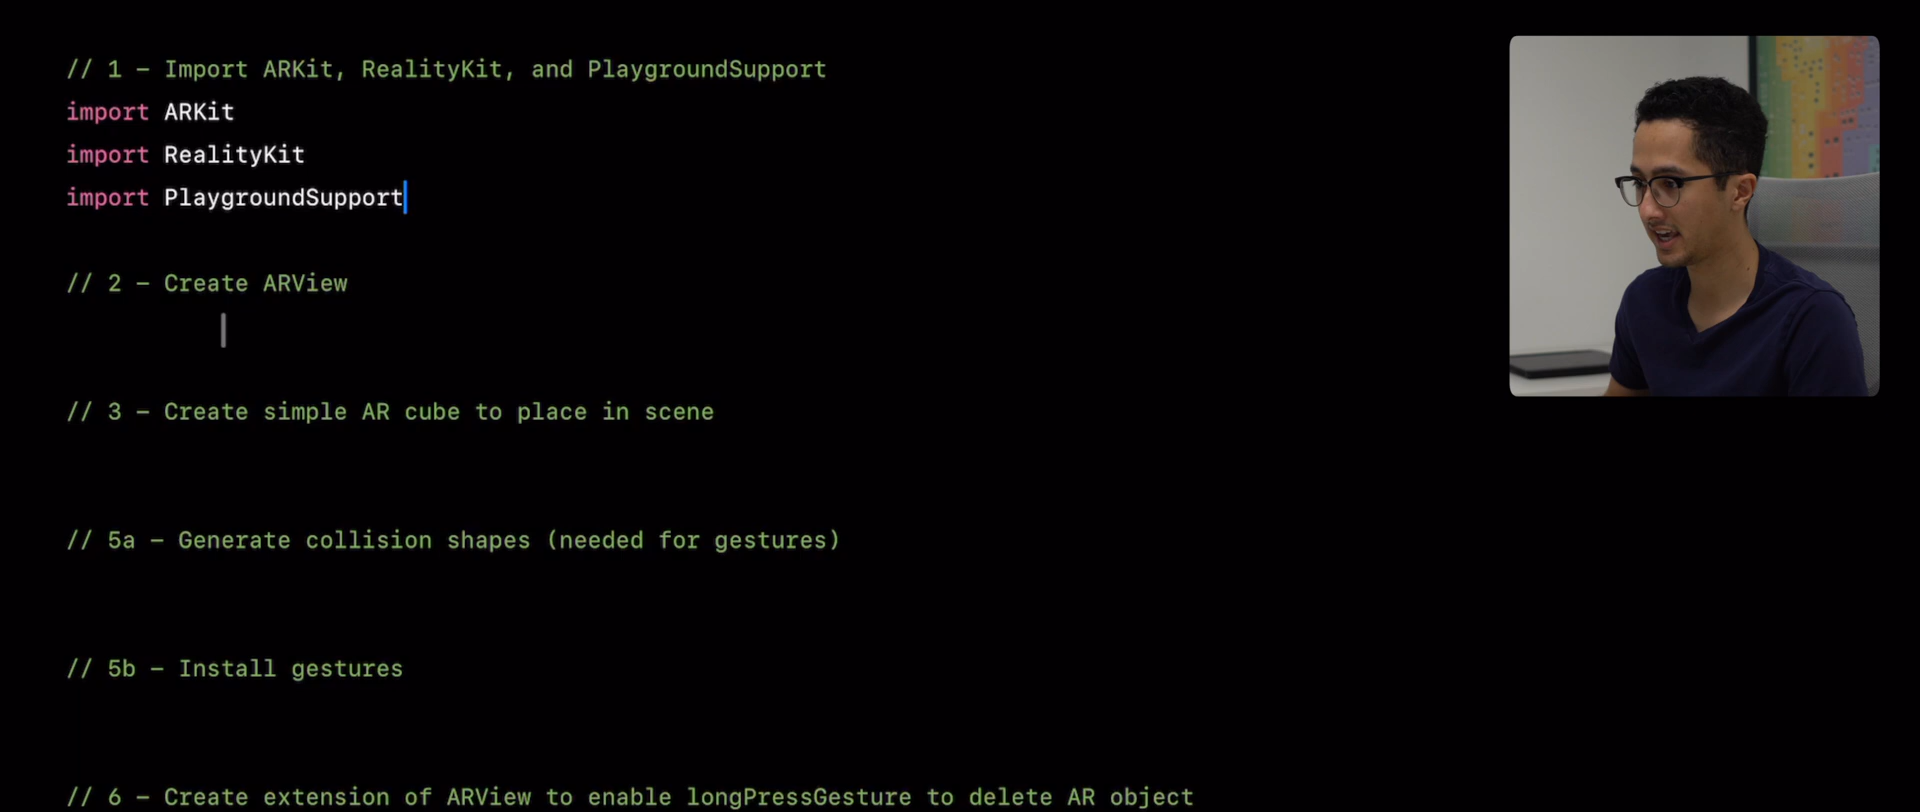 // 1 – Import ARKit, RealityKit, and PlaygroundSupport
import ARKit
import RealityKit
import PlaygroundSupport
// 2 – Create ARView
// 3 – Create simple AR cube to place in scene
// 5a – Generate collision shapes (needed for gestures)
// 5b – Install gestures
// 6 – Create extension of ARView to enable longPressGesture to delete AR object